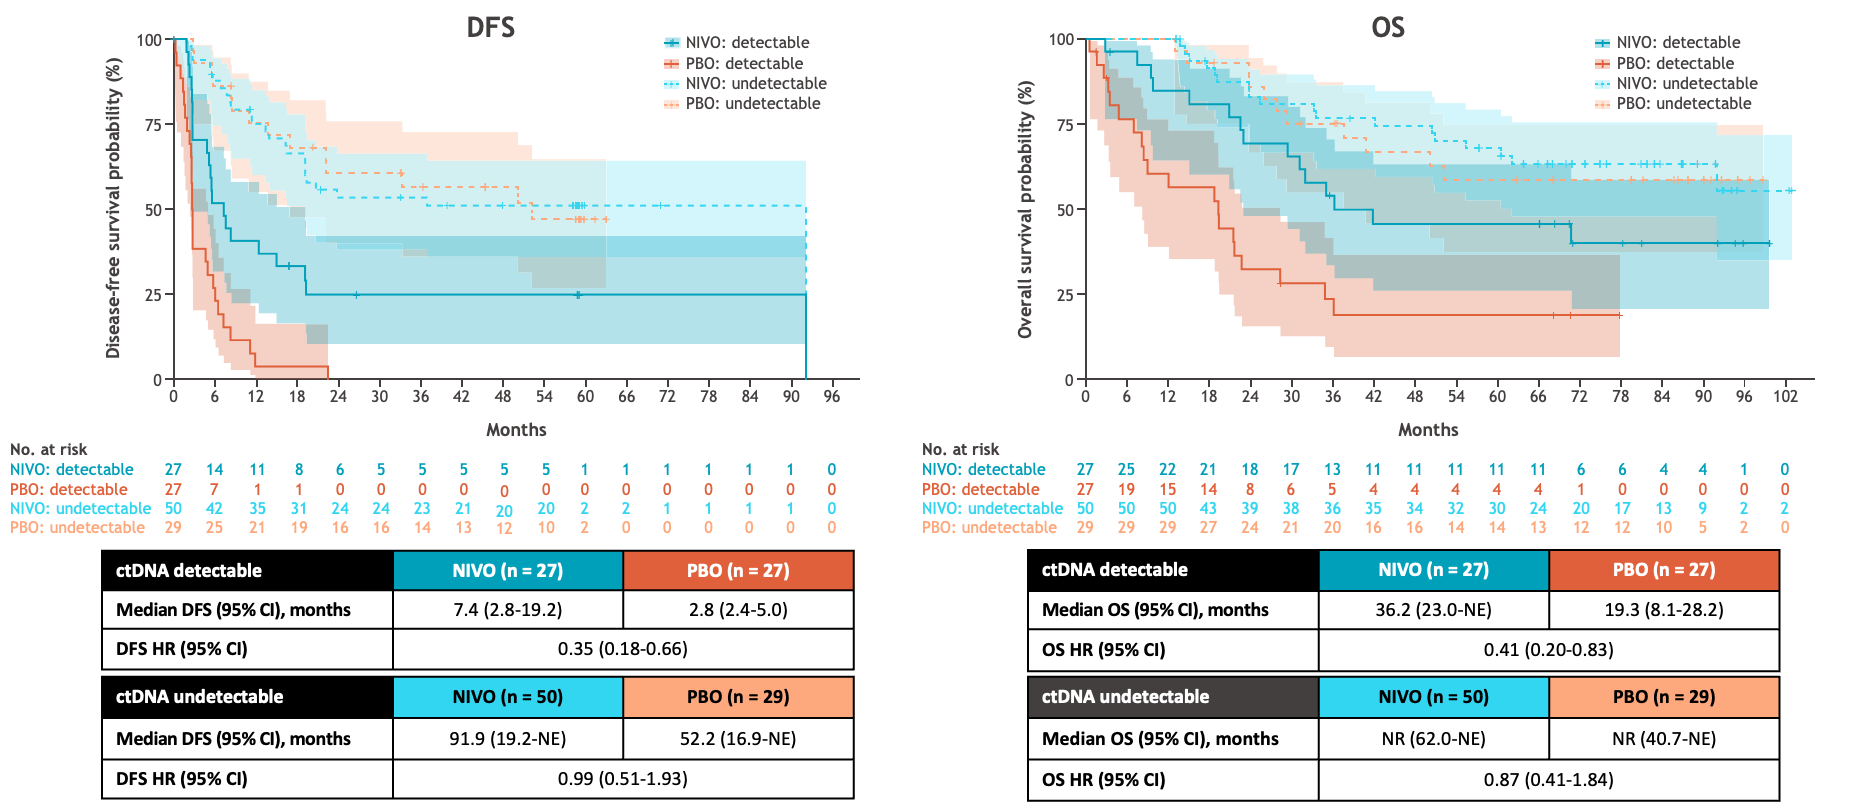 DFS
Disease-free survival probability (%)
100
75
50
25
0
NIVO: detectable
PBO: detectable
NIVO: undetectable
PBO: undetectable
0 6 12 18 24 30 36 42 48 54 60 66 72 78 84 90 96
Months
No. at risk
NIVO: detectable 27 14 11 8 6 5 5 5 5 5 1 1 1 1 1 1 0
PBO: detectable 27 7 1 1 0 0 0 0 0 0 0 0 0 0 0 0 0
NIVO: undetectable 50 42 35 31 24 24 23 21 20 20 2 2 1 1 1 1 0
PBO: undetectable 29 25 21 19 16 16 14 13 12 10 2 0 0 0 0 0 0
ctDNA detectable NIVO (n = 27) PBO (n = 27)
Median DFS (95% CI), months 7.4 (2.8-19.2) 2.8 (2.4-5.0)
DFS HR (95% CI) 0.35 (0.18-0.66)
ctDNA undetectable NIVO (n = 50) PBO (n = 29)
Median DFS (95% CI), months 91.9 (19.2-NE) 52.2 (16.9-NE)
DFS HR (95% CI) 0.99 (0.51-1.93)
OS
Overall survival probability (%)
100
75
50
25
0
NIVO: detectable
PBO: detectable
NIVO: undetectable
PBO: undetectable
0 6 12 18 24 30 36 42 48 54 60 66 72 78 84 90 96 102
Months
No. at risk
NIVO: detectable 27 25 22 21 18 17 13 11 11 11 11 11 6 6 4 4 1 0
PBO: detectable 27 19 15 14 8 6 5 4 4 4 4 4 1 0 0 0 0 0
NIVO: undetectable 50 50 50 43 39 38 36 35 34 32 30 24 20 17 13 9 2 2
PBO: undetectable 29 29 29 27 24 21 20 16 16 14 14 13 12 12 10 5 2 0
ctDNA detectable NIVO (n = 27) PBO (n = 27)
Median OS (95% CI), months 36.2 (23.0-NE) 19.3 (8.1-28.2)
OS HR (95% CI) 0.41 (0.20-0.83)
ctDNA undetectable NIVO (n = 50) PBO (n = 29)
Median OS (95% CI), months NR (62.0-NE) NR (40.7-NE)
OS HR (95% CI) 0.87 (0.41-1.84)